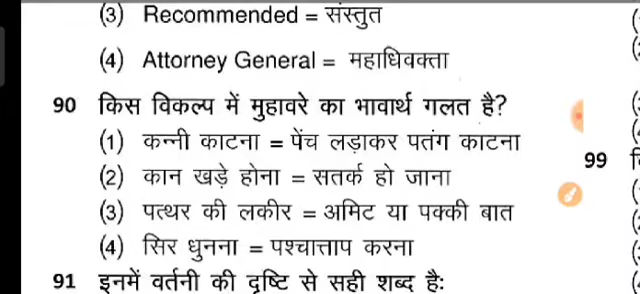 (3) Recommended = संस्तुत
(4) Attorney General = महाधिवक्ता
90 किस विकल्प में मुहावरे का भावार्थ गलत है?
(1) कन्नी काटना = पेंच लड़ाकर पतंग काटना
(2) कान खड़े होना = सतर्क हो जाना
(3) पत्थर की लकीर = अमिट या पक्की बात
(4) सिर धुनना = पश्चात्ताप करना
91 इनमें वर्तनी की दृष्टि से सही शब्द है:
99